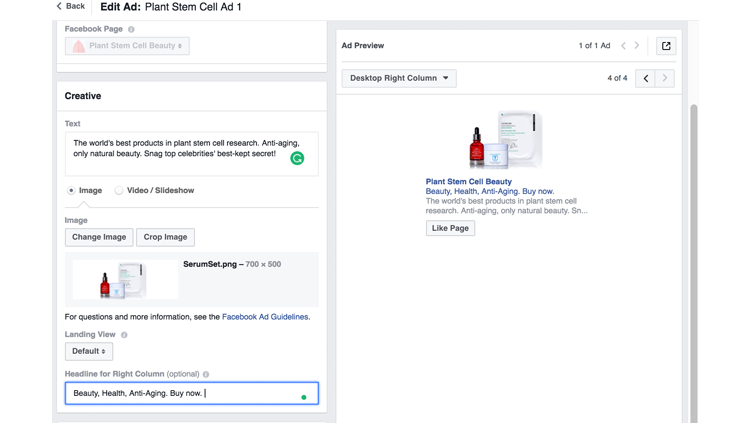 Back
Edit Ad: Plant Stem Cell Ad 1
Facebook Page
Plant Stem Cell Beauty
Creative
Text
The world's best products in plant stem cell research. Anti-aging,
only natural beauty. Snag top celebrities' best-kept secret!
Image
Video / Slideshow
Image
Change Image
Crop Image
SerumSet.png – 700 × 500
For questions and more information, see the Facebook Ad Guidelines.
Landing View
Default
Headline for Right Column (optional)
Beauty, Health, Anti-Aging. Buy now.
Ad Preview
1 of 1 Ad
Desktop Right Column
4 of 4
Plant Stem Cell Beauty
Beauty, Health, Anti-Aging. Buy now.
The world's best products in plant stem cell
research. Anti-aging, only natural beauty. Sn...
Like Page